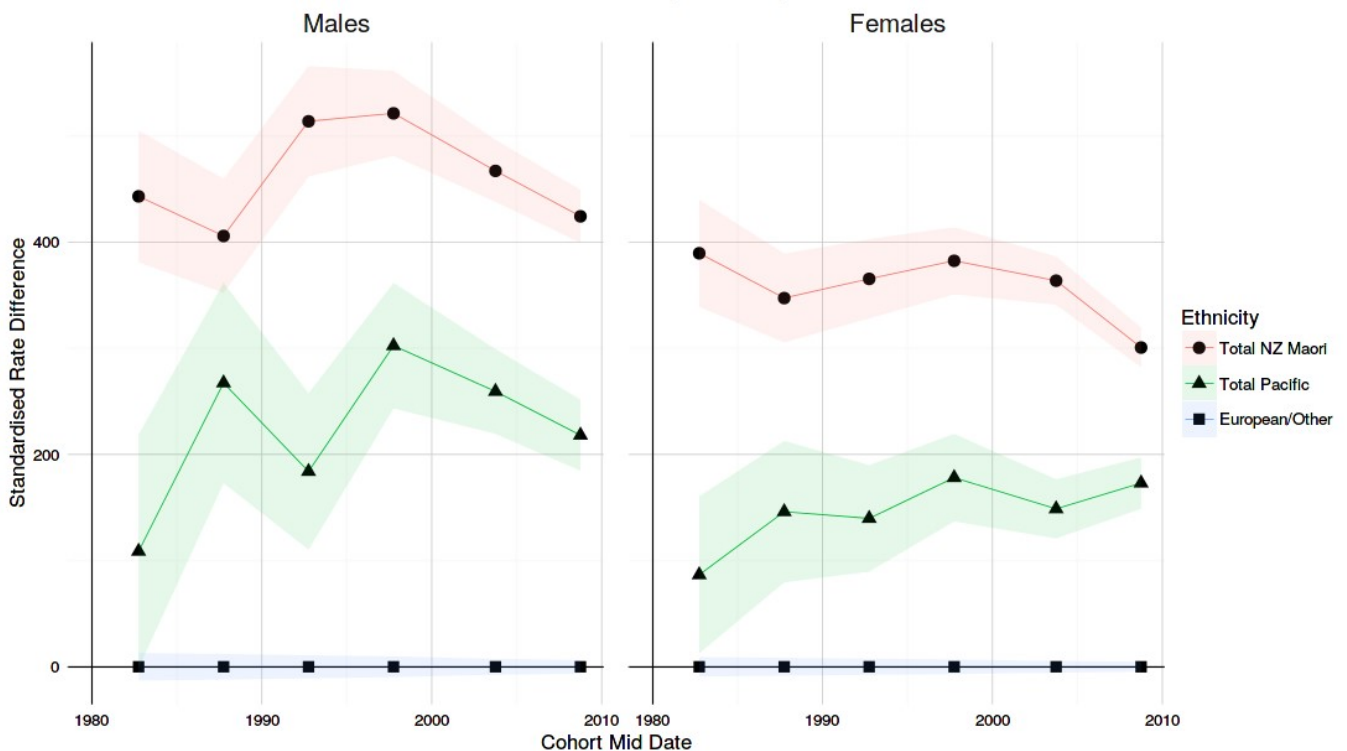 Males
Females
Standardised Rate Difference
400
200
0
1980
1990
2000
2010
1980
1990
2000
2010
Cohort Mid Date
Ethnicity
Total NZ Maori
Total Pacific
European/Other